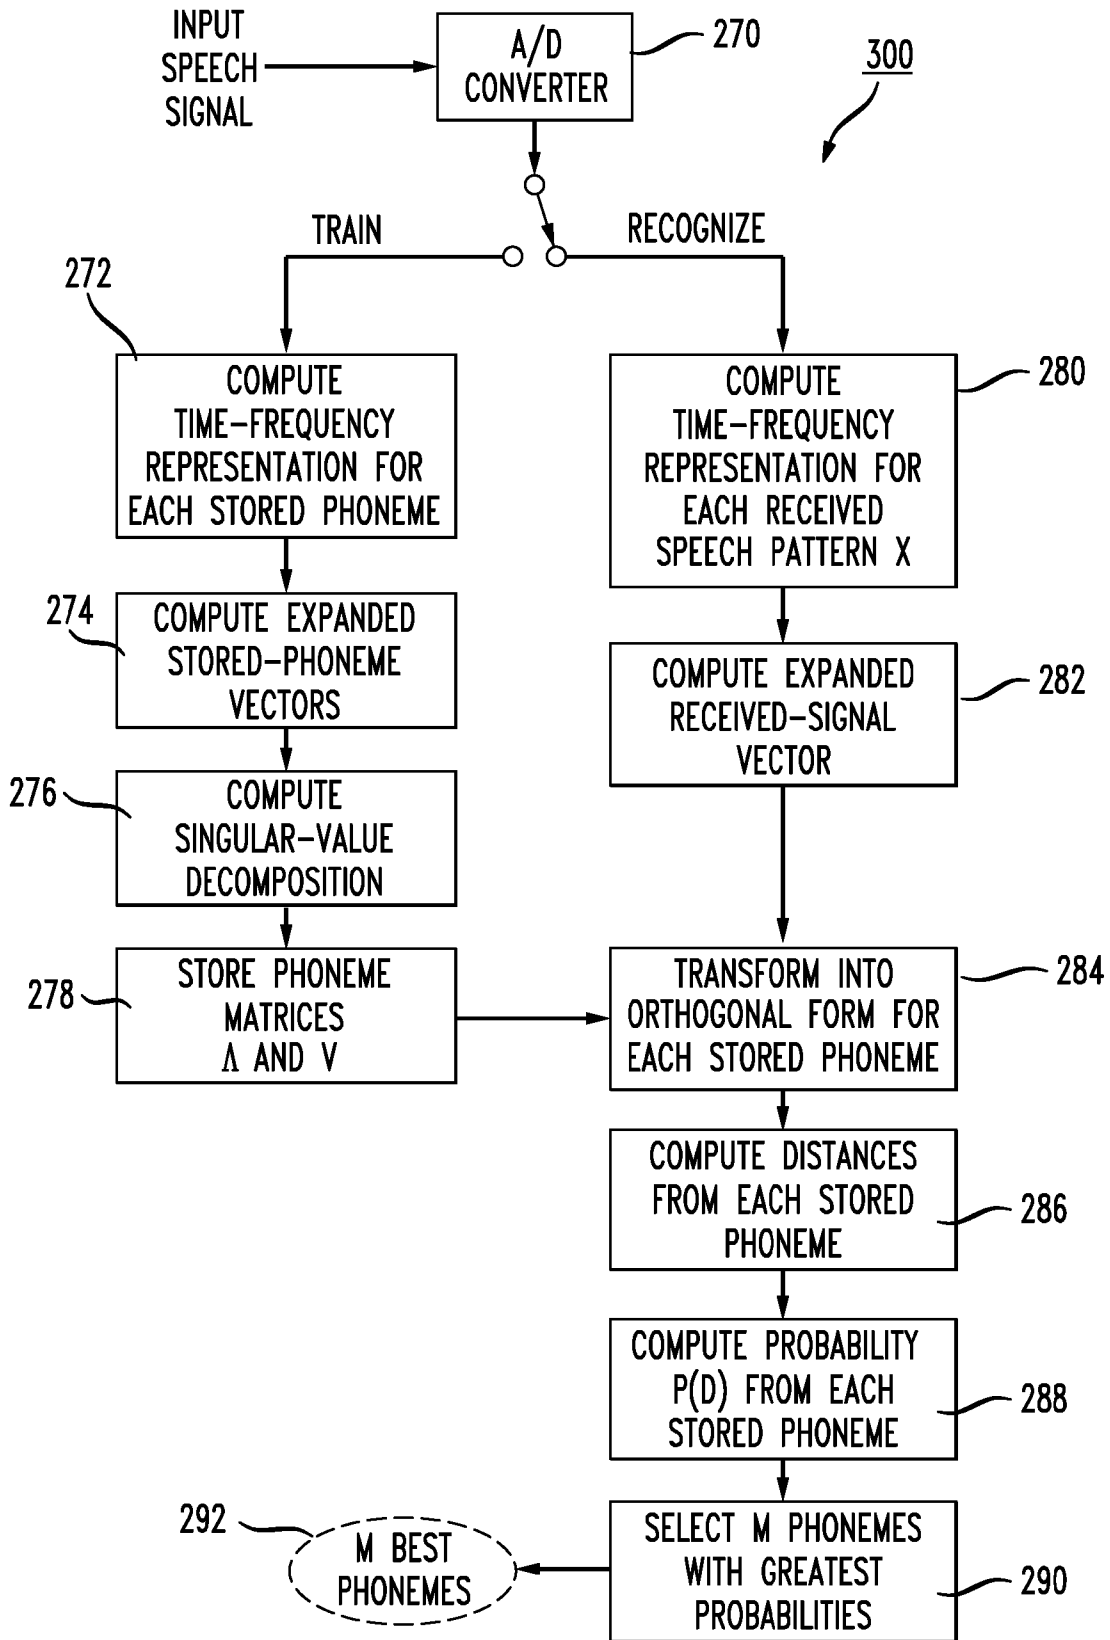 INPUT
SPEECH
SIGNAL
A/D
CONVERTER
270
300
TRAIN
RECOGNIZE
272
COMPUTE
TIME-FREQUENCY
REPRESENTATION FOR
EACH STORED PHONEME
COMPUTE
TIME-FREQUENCY
REPRESENTATION FOR
EACH RECEIVED
SPEECH PATTERN X
280
274
COMPUTE EXPANDED
STORED-PHONEME
VECTORS
COMPUTE EXPANDED
RECEIVED-SIGNAL
VECTOR
282
276
COMPUTE
SINGULAR-VALUE
DECOMPOSITION
278
STORE PHONEME
MATRICES
Λ AND V
TRANSFORM INTO
ORTHOGONAL FORM FOR
EACH STORED PHONEME
284
COMPUTE DISTANCES
FROM EACH STORED
PHONEME
286
COMPUTE PROBABILITY
P(D) FROM EACH
STORED PHONEME
288
292
M BEST
PHONEMES
SELECT M PHONEMES
WITH GREATEST
PROBABILITIES
290